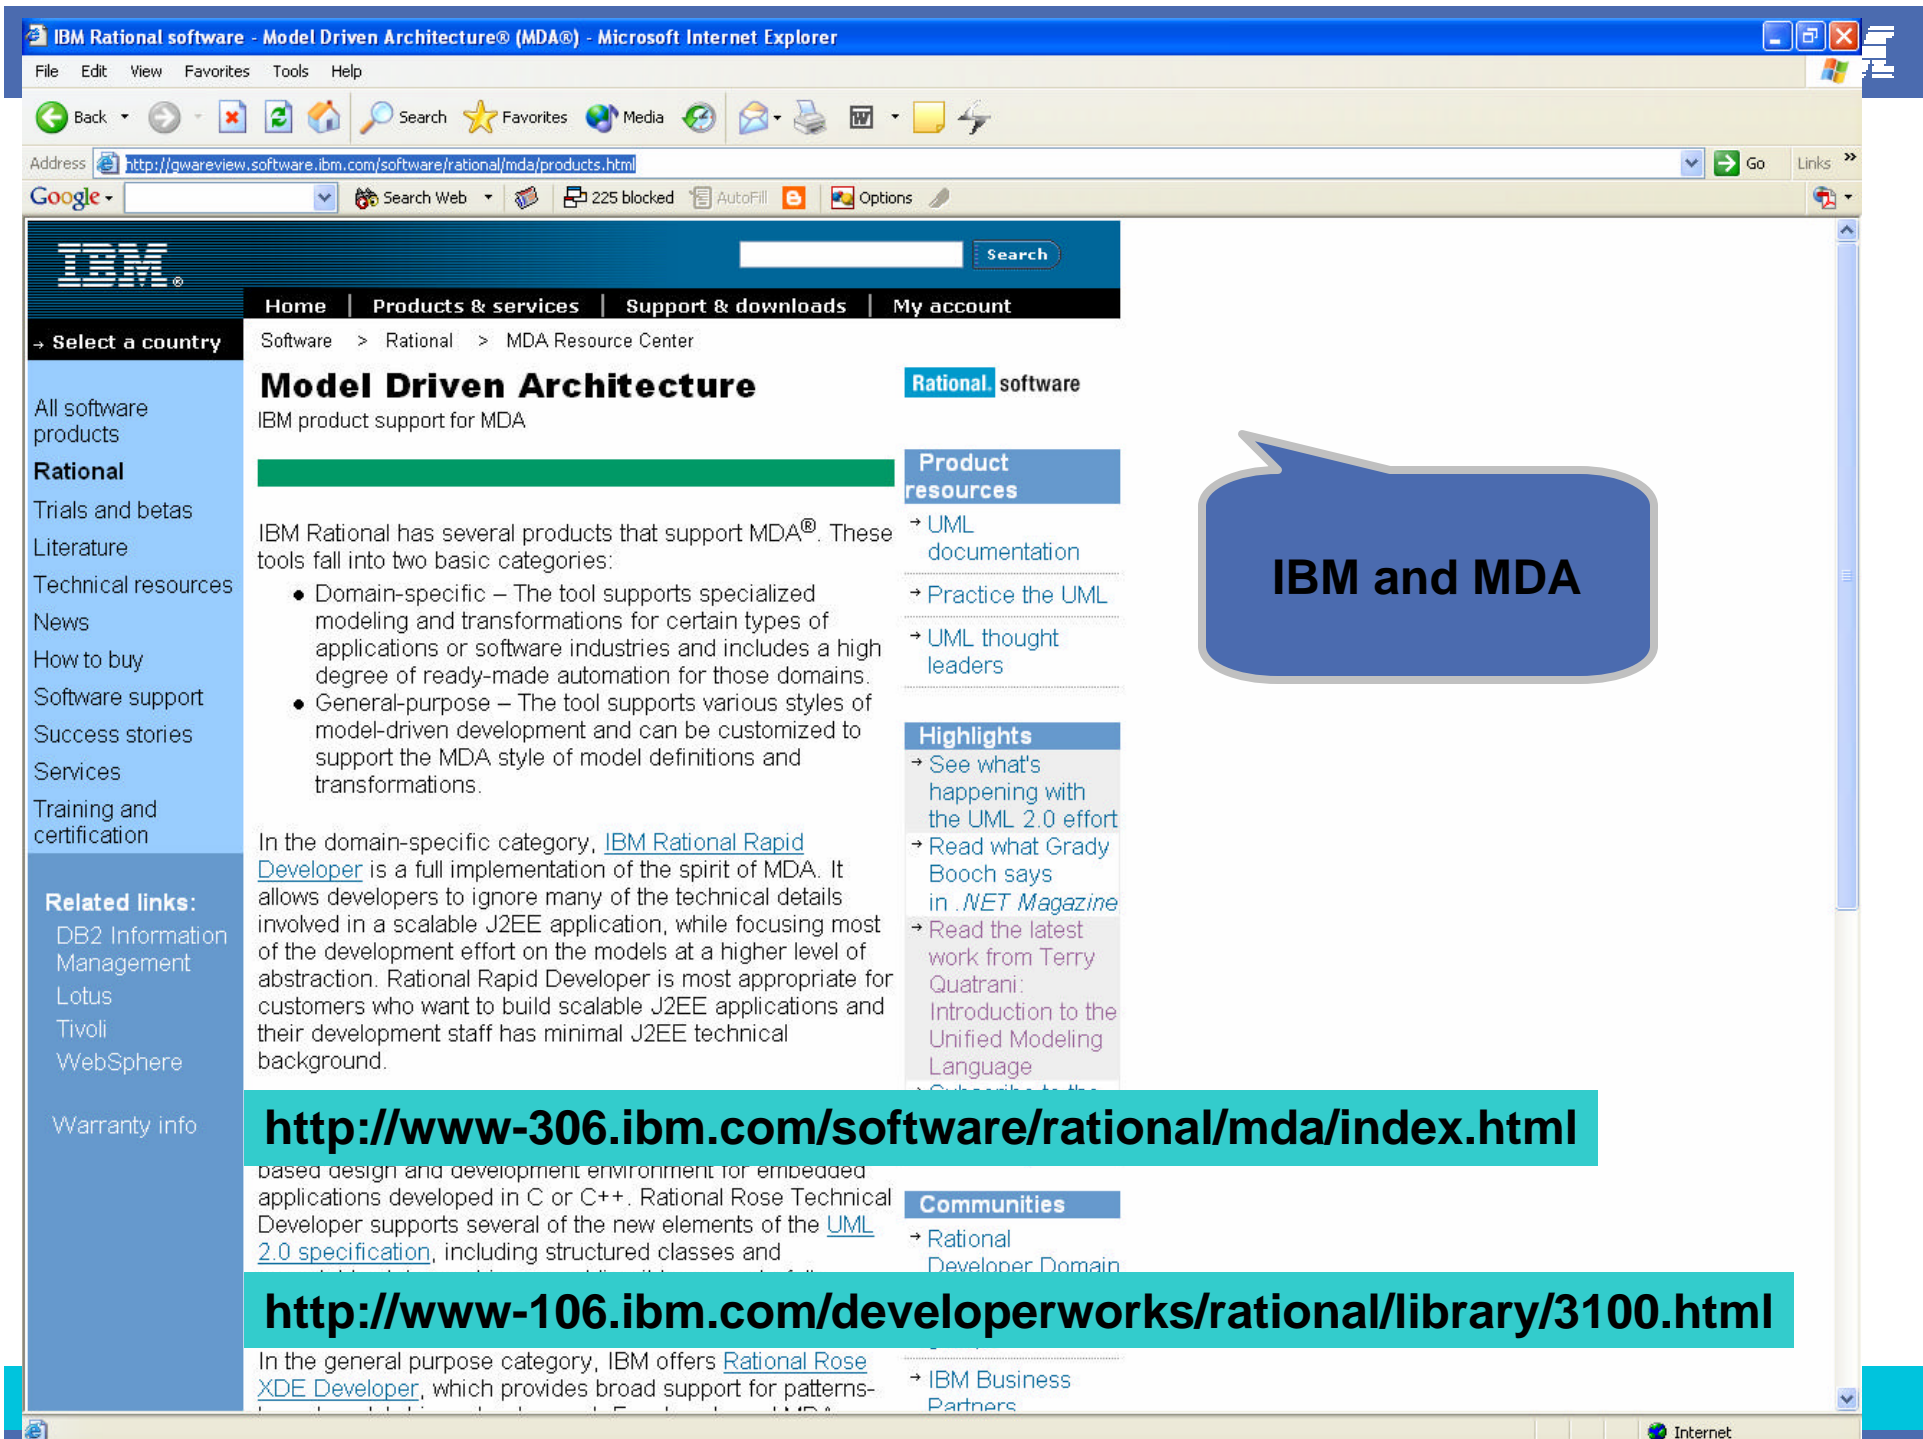 IBM Rational software - Model Driven Architecture® (MDA®) - Microsoft Internet Explorer
File Edit View Favorites Tools Help
Back Search Favorites Media
Address http://gwareview.software.ibm.com/software/rational/mda/products.html Go Links »
Google Search Web 225 blocked AutoFill Options
IBM®
Search
Home | Products & services | Support & downloads | My account
→ Select a country
Software > Rational > MDA Resource Center
All software
products
Rational
Trials and betas
Literature
Technical resources
News
How to buy
Software support
Success stories
Services
Training and
certification
Related links:
DB2 Information
Management
Lotus
Tivoli
WebSphere
Warranty info
Model Driven Architecture
IBM product support for MDA
IBM Rational has several products that support MDA®. These
tools fall into two basic categories:
● Domain-specific – The tool supports specialized
modeling and transformations for certain types of
applications or software industries and includes a high
degree of ready-made automation for those domains.
● General-purpose – The tool supports various styles of
model-driven development and can be customized to
support the MDA style of model definitions and
transformations.
In the domain-specific category, IBM Rational Rapid
Developer is a full implementation of the spirit of MDA. It
allows developers to ignore many of the technical details
involved in a scalable J2EE application, while focusing most
of the development effort on the models at a higher level of
abstraction. Rational Rapid Developer is most appropriate for
customers who want to build scalable J2EE applications and
their development staff has minimal J2EE technical
background.
http://www-306.ibm.com/software/rational/mda/index.html
based design and development environment for embedded
applications developed in C or C++. Rational Rose Technical
Developer supports several of the new elements of the UML
2.0 specification, including structured classes and
http://www-106.ibm.com/developerworks/rational/library/3100.html
In the general purpose category, IBM offers Rational Rose
XDE Developer, which provides broad support for patterns-
Rational. software
Product
resources
→ UML
documentation
→ Practice the UML
→ UML thought
leaders
Highlights
→ See what's
happening with
the UML 2.0 effort
→ Read what Grady
Booch says
in .NET Magazine
→ Read the latest
work from Terry
Quatrani:
Introduction to the
Unified Modeling
Language
→ Subscribe to the
Communities
→ Rational
Developer Domain
→ IBM Business
Partners
IBM and MDA
Internet